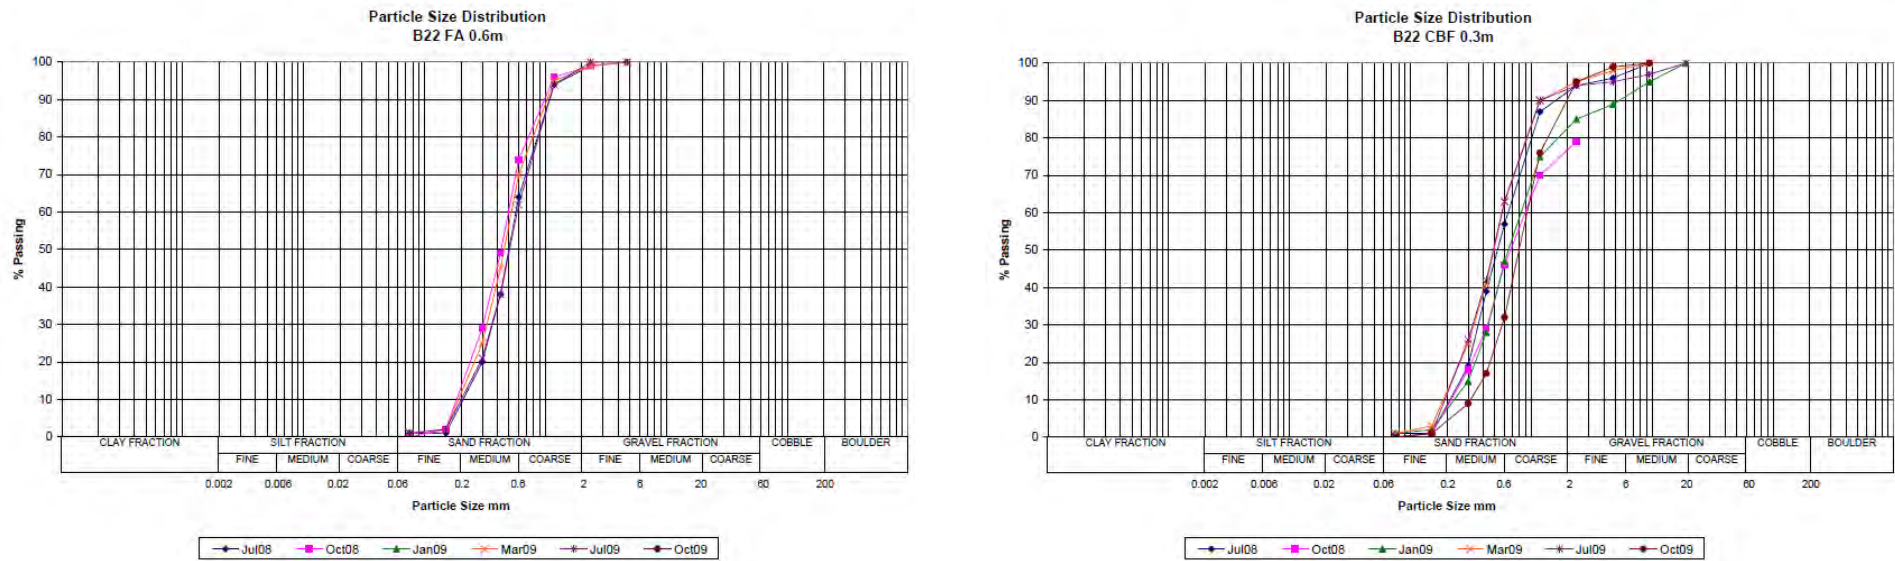 Particle Size Distribution
B22 FA 0.6m
% Passing
100
90
80
70
60
50
40
30
20
10
0
CLAY FRACTION SILT FRACTION SAND FRACTION GRAVEL FRACTION COBBLE BOULDER
FINE MEDIUM COARSE FINE MEDIUM COARSE FINE MEDIUM COARSE
0.002 0.006 0.02 0.06 0.2 0.6 2 6 20 60 200
Particle Size mm
Jul08 Oct08 Jan09 Mar09 Jul09 Oct09
Particle Size Distribution
B22 CBF 0.3m
% Passing
100
90
80
70
60
50
40
30
20
10
0
CLAY FRACTION SILT FRACTION SAND FRACTION GRAVEL FRACTION COBBLE BOULDER
FINE MEDIUM COARSE FINE MEDIUM COARSE FINE MEDIUM COARSE
0.002 0.006 0.02 0.06 0.2 0.6 2 6 20 60 200
Particle Size mm
Jul08 Oct08 Jan09 Mar09 Jul09 Oct09